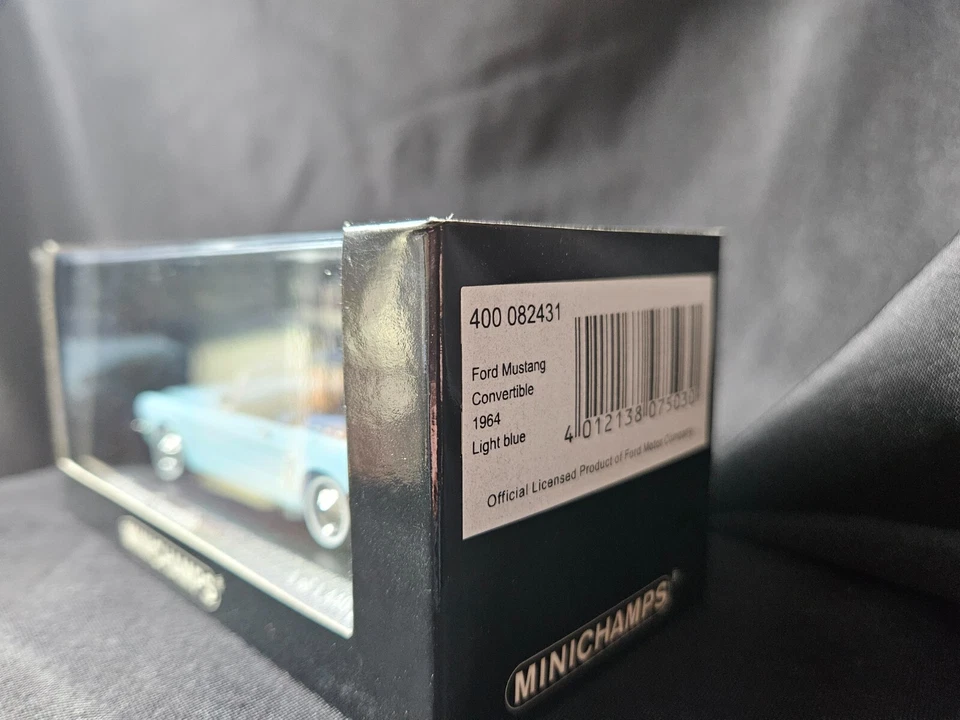 400 082431
Ford Mustang
Convertible
1964
Light blue
4 012138 075030
Official Licensed Product of Ford Motor Company.
MINICHAMPS®
MINICHAMPS